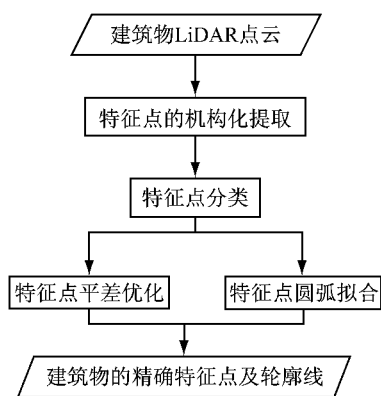 建筑物LiDAR点云
特征点的机构化提取
特征点分类
特征点平差优化
特征点圆弧拟合
建筑物的精确特征点及轮廓线